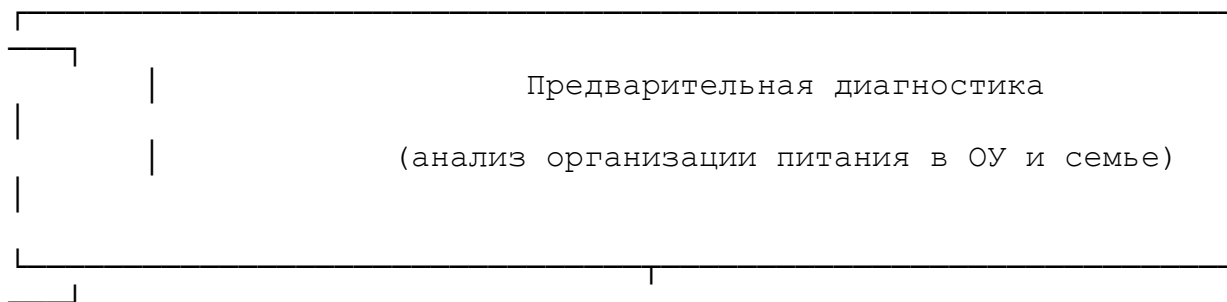 Предварительная диагностика
(анализ организации питания в ОУ и семье)